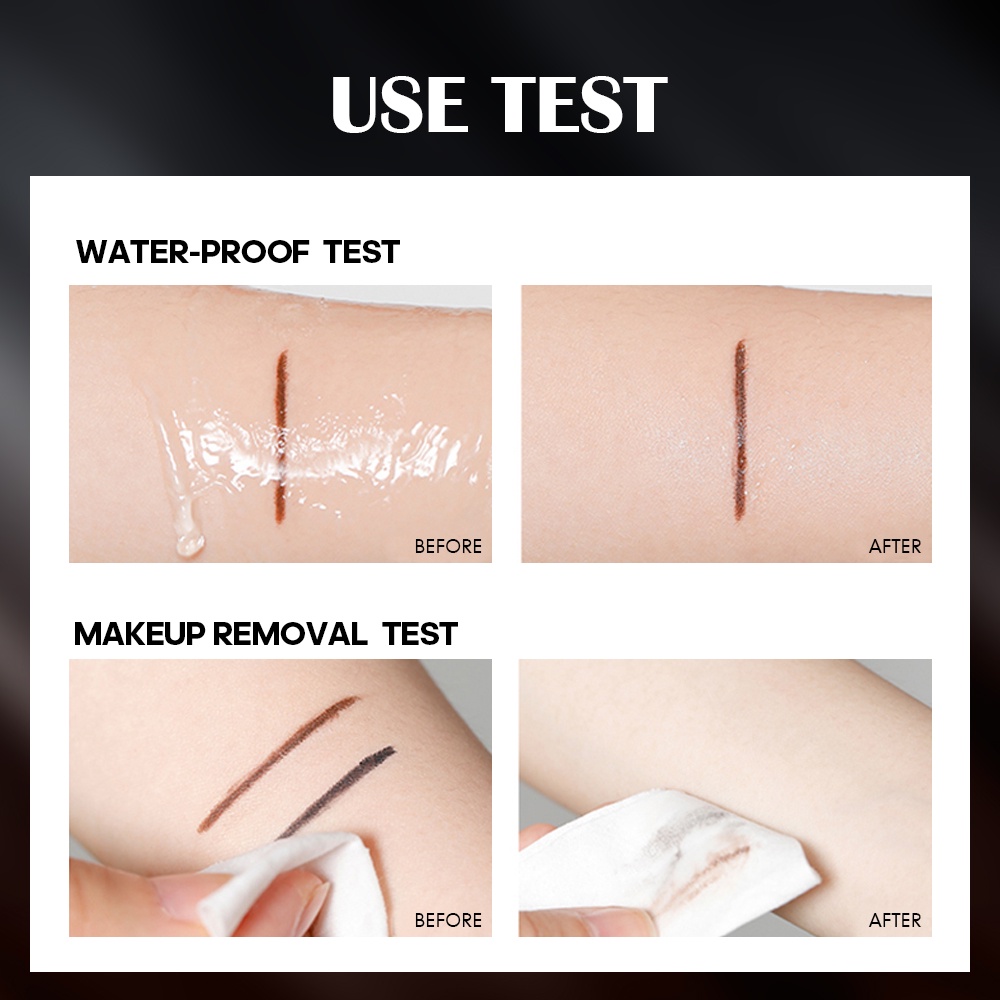 USE TEST
WATER-PROOF TEST
BEFORE
AFTER
MAKEUP REMOVAL TEST
BEFORE
AFTER